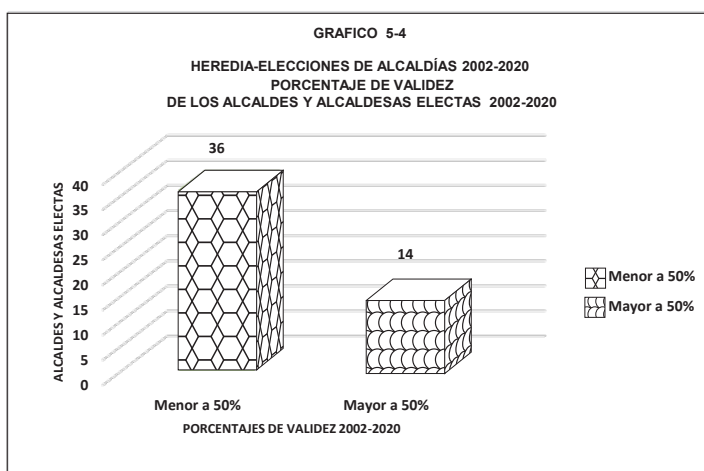 GRAFICO 5-4
HEREDIA-ELECCIONES DE ALCALDÍAS 2002-2020
PORCENTAJE DE VALIDEZ
DE LOS ALCALDES Y ALCALDESAS ELECTAS 2002-2020
ALCALDES Y ALCALDESAS ELECTAS
40
35
30
25
20
15
10
5
0
36
14
Menor a 50%
Mayor a 50%
PORCENTAJES DE VALIDEZ 2002-2020
Menor a 50%
Mayor a 50%